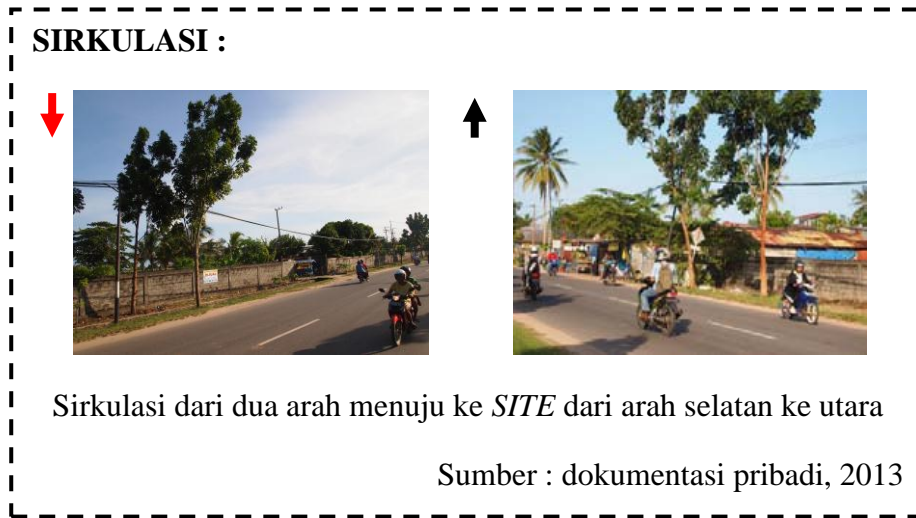 SIRKULASI :
Sirkulasi dari dua arah menuju ke SITE dari arah selatan ke utara
Sumber : dokumentasi pribadi, 2013